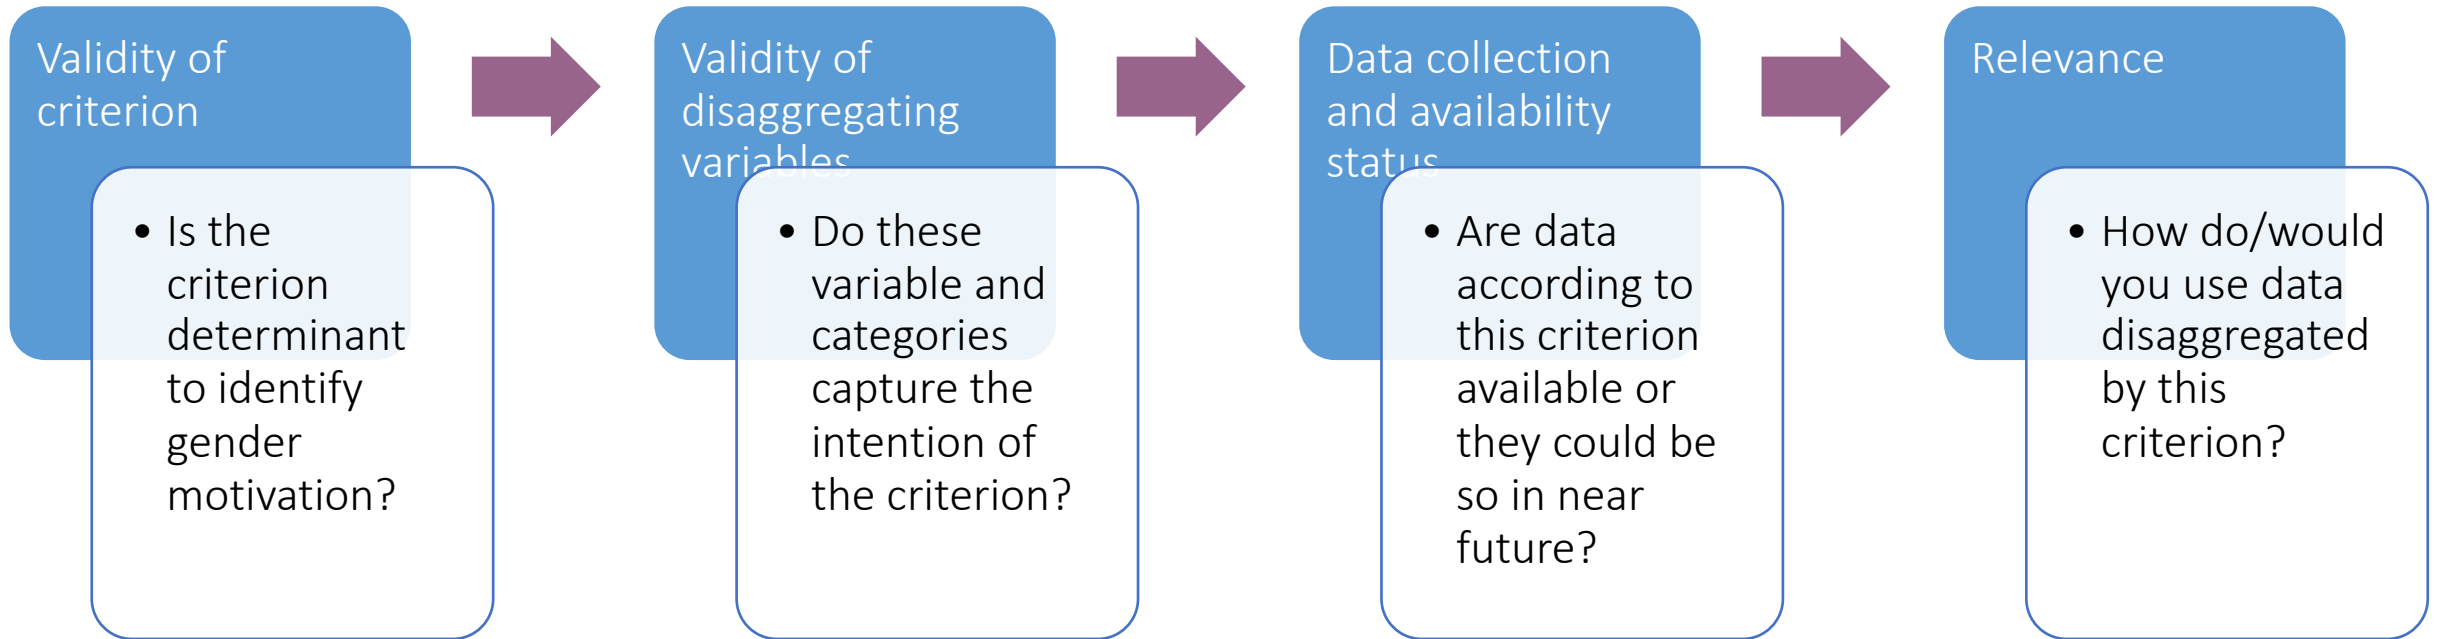 Validity of
criterion
• Is the
criterion
determinant
to identify
gender
motivation?
Validity of
disaggregating
variables
• Do these
variable and
categories
capture the
intention of
the criterion?
Data collection
and availability
status
• Are data
according to
this criterion
available or
they could be
so in near
future?
Relevance
• How do/would
you use data
disaggregated
by this
criterion?